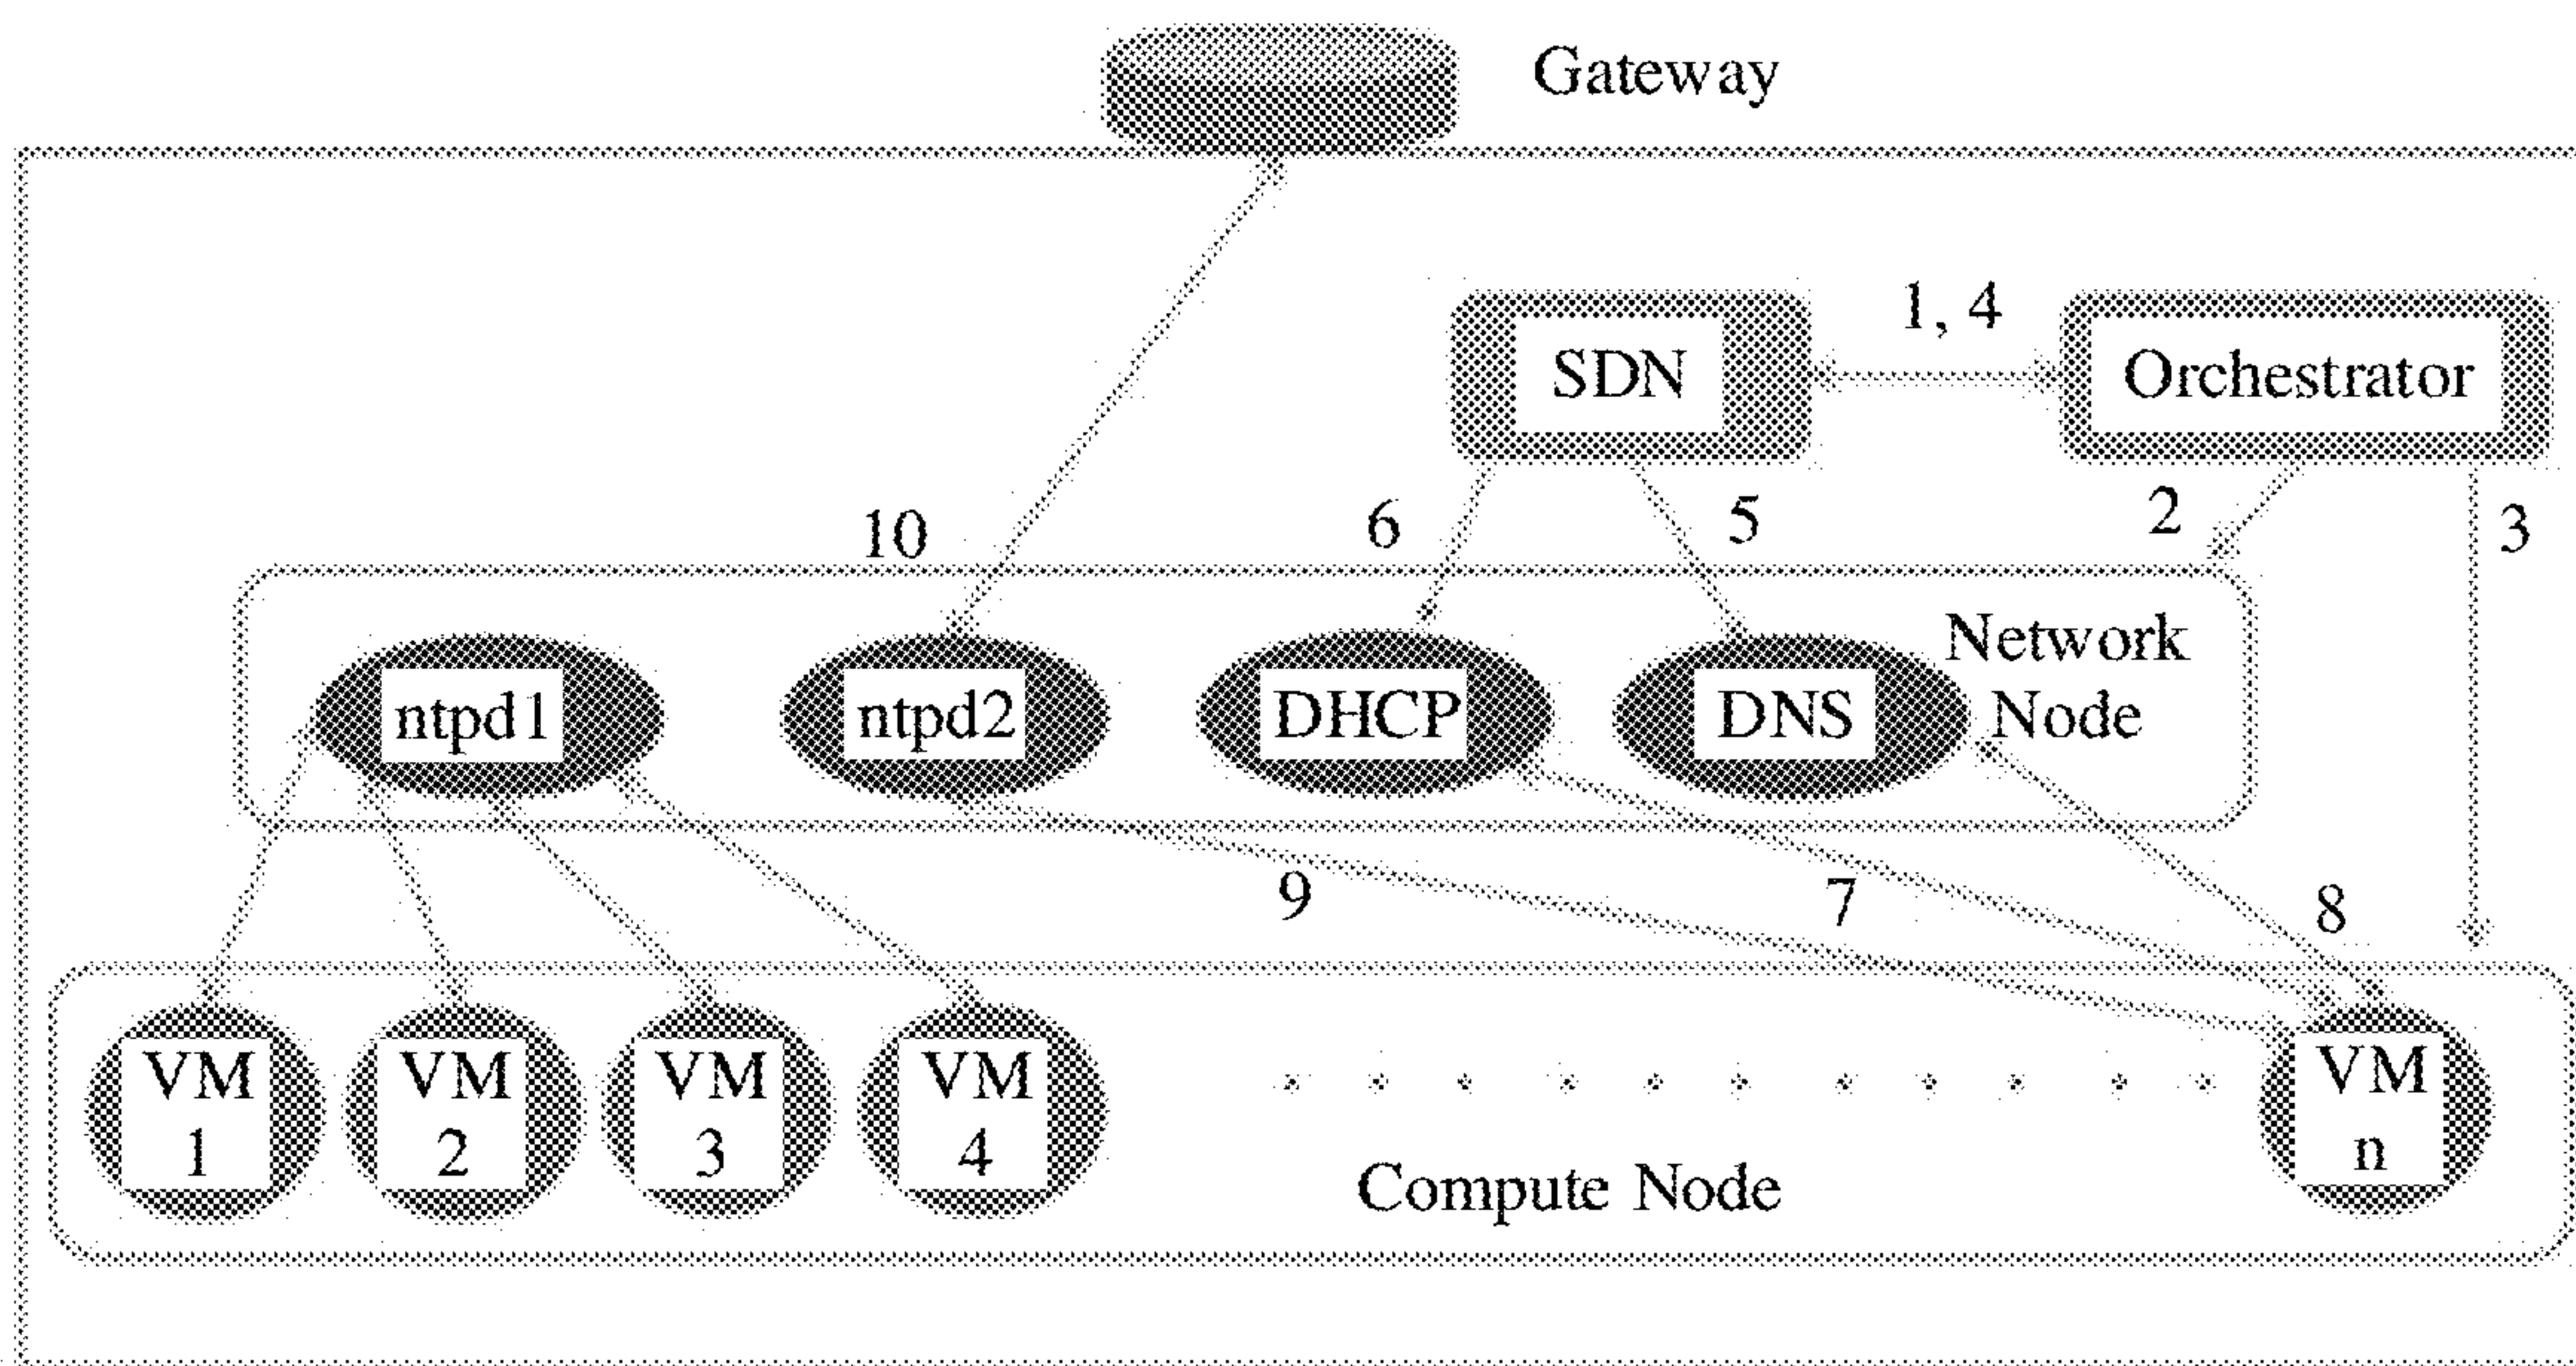 Gateway
1, 4
SDN
Orchestrator
10
6
5
2
3
Network
Node
ntpd1
ntpd2
DHCP
DNS
9
7
8
VM
1
VM
2
VM
3
VM
4
VM
n
Compute Node